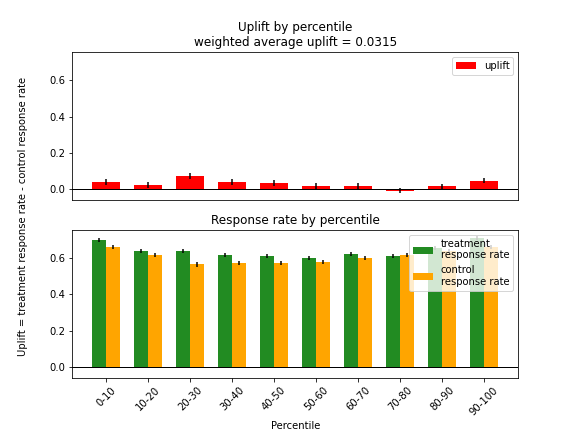 Uplift by percentile
weighted average uplift = 0.0315
uplift
0.6
0.4
0.2
0.0
Uplift = treatment response rate - control response rate
Response rate by percentile
treatment
response rate
control
response rate
0.6
0.4
0.2
0.0
0-10
10-20
20-30
30-40
40-50
50-60
60-70
70-80
80-90
90-100
Percentile